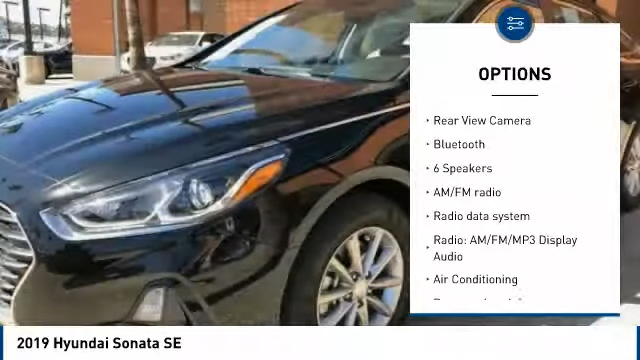 OPTIONS
· Rear View Camera
· Bluetooth
· 6 Speakers
· AM/FM radio
· Radio data system
· Radio: AM/FM/MP3 Display
Audio
· Air Conditioning
2019 Hyundai Sonata SE